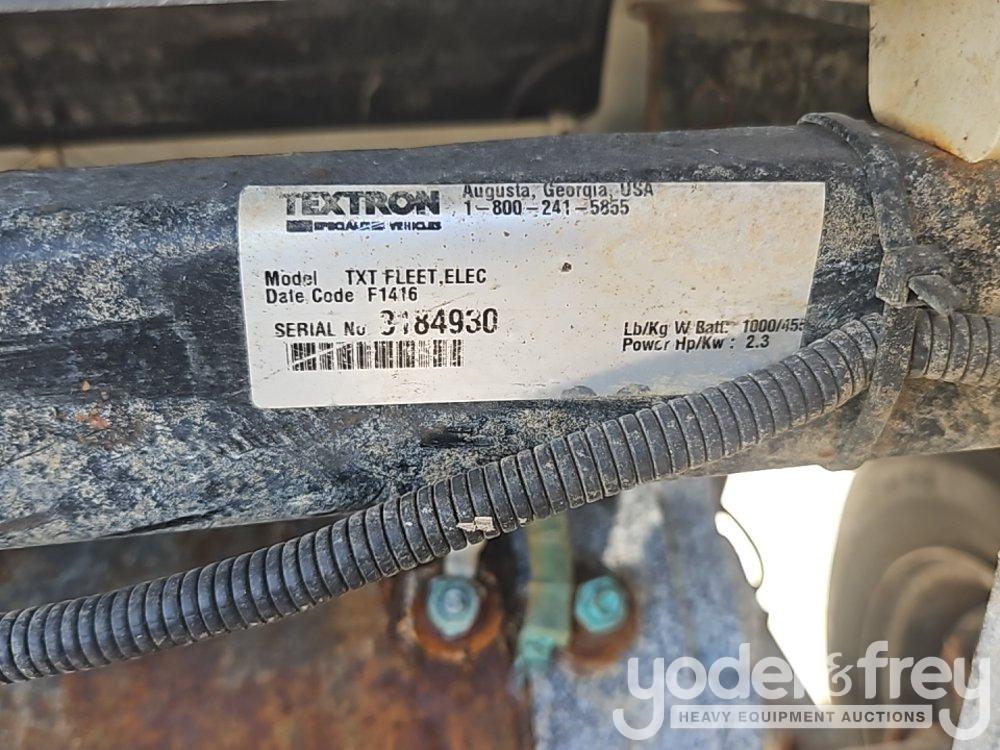 TEXTRON
SPECIALIZED VEHICLES
Augusta, Georgia, USA
1-800-241-5855
Model TXT FLEET,ELEC
Date Code F1416
SERIAL No 3184930
Lb/Kg W Batt: 1000/455
Power Hp/Kw : 2.3
yoder&frey
HEAVY EQUIPMENT AUCTIONS